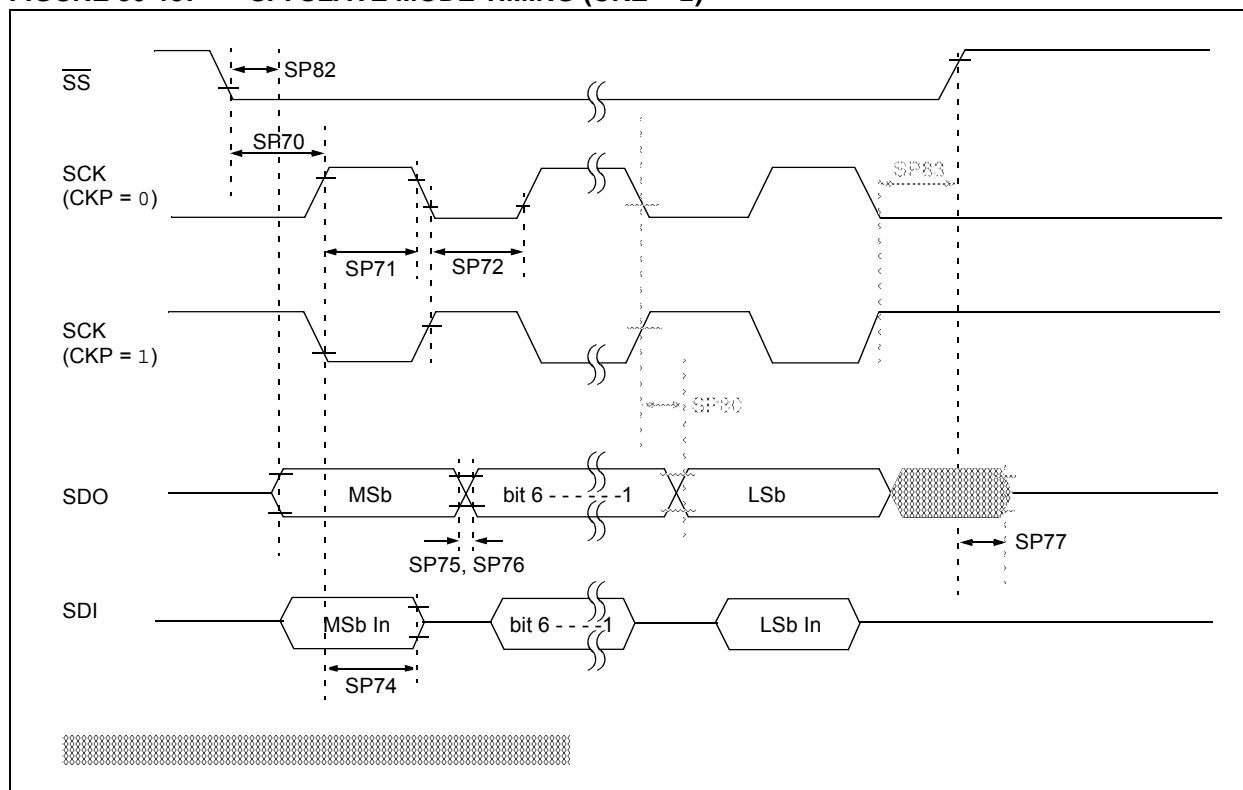 SS
SP82
SP70
SCK
(CKP = 0)
SP83
SP71
SP72
SCK
(CKP = 1)
SP80
SDO
MSb
bit 6 - - - - - -1
LSb
SP75, SP76
SP77
SDI
MSb In
bit 6 - - - -1
LSb In
SP74